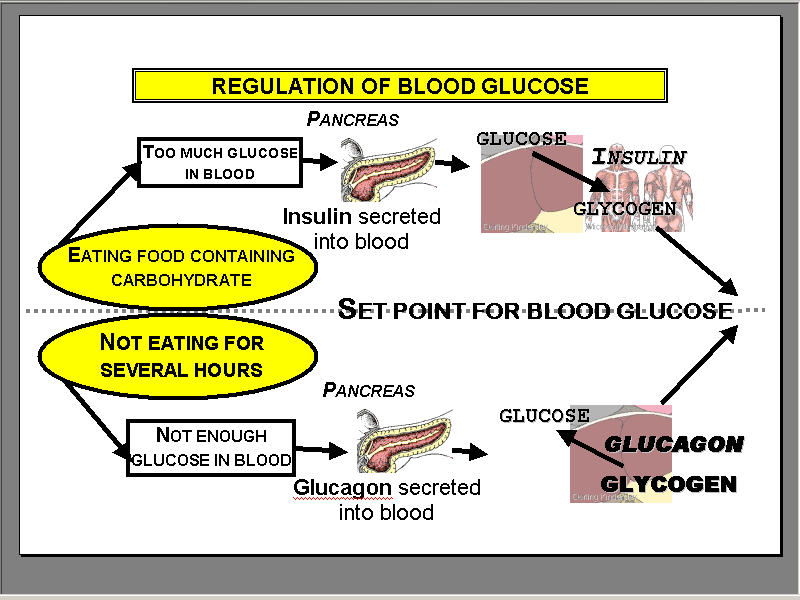 REGULATION OF BLOOD GLUCOSE
PANCREAS
TOO MUCH GLUCOSE
IN BLOOD
GLUCOSE
INSULIN
GLYCOGEN
Insulin secreted
into blood
EATING FOOD CONTAINING
CARBOHYDRATE
SET POINT FOR BLOOD GLUCOSE
NOT EATING FOR
SEVERAL HOURS
PANCREAS
GLUCOSE
NOT ENOUGH
GLUCOSE IN BLOOD
GLUCAGON
GLYCOGEN
Glucagon secreted
into blood